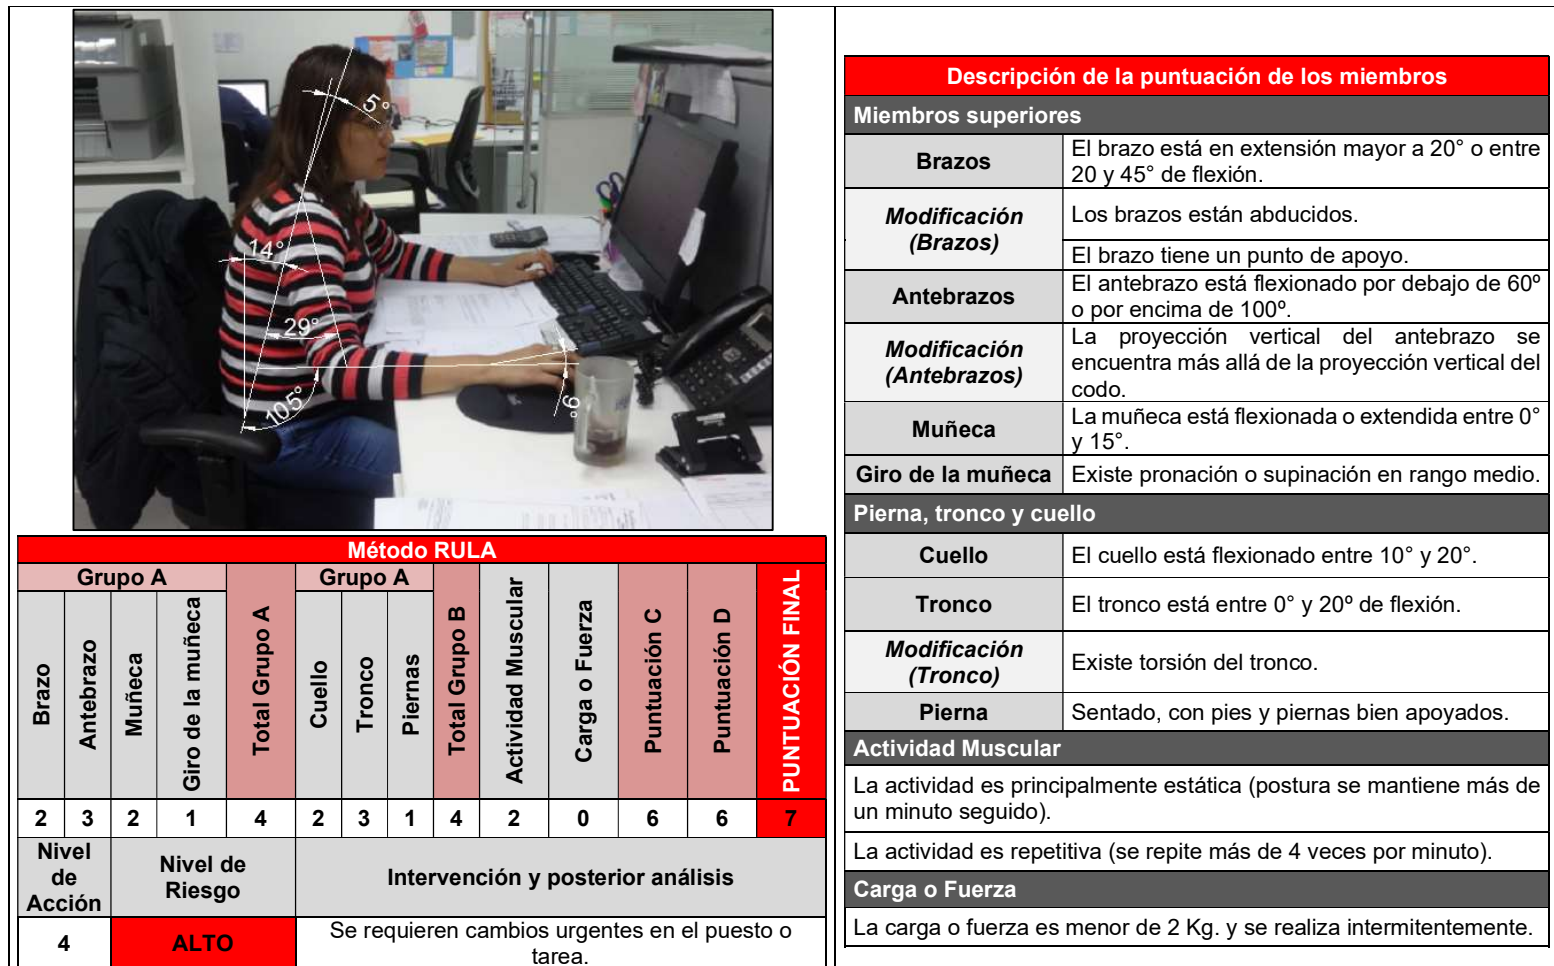 5°
14°
29°
105°
9°
Método RULA
Grupo A
Grupo A
Brazo
Antebrazo
Muñeca
Giro de la muñeca
Total Grupo A
Cuello
Tronco
Piernas
Total Grupo B
Actividad Muscular
Carga o Fuerza
Puntuación C
Puntuación D
PUNTUACIÓN FINAL
2 3 2 1 4 2 3 1 4 2 0 6 6 7
Nivel
de
Acción
Nivel de
Riesgo
Intervención y posterior análisis
4
ALTO
Se requieren cambios urgentes en el puesto o
tarea.
Descripción de la puntuación de los miembros
Miembros superiores
Brazos
El brazo está en extensión mayor a 20° o entre
20 y 45° de flexión.
Modificación
(Brazos)
Los brazos están abducidos.
El brazo tiene un punto de apoyo.
Antebrazos
El antebrazo está flexionado por debajo de 60º
o por encima de 100º.
Modificación
(Antebrazos)
La proyección vertical del antebrazo se
encuentra más allá de la proyección vertical del
codo.
Muñeca
La muñeca está flexionada o extendida entre 0°
y 15°.
Giro de la muñeca
Existe pronación o supinación en rango medio.
Pierna, tronco y cuello
Cuello
El cuello está flexionado entre 10° y 20°.
Tronco
El tronco está entre 0° y 20º de flexión.
Modificación
(Tronco)
Existe torsión del tronco.
Pierna
Sentado, con pies y piernas bien apoyados.
Actividad Muscular
La actividad es principalmente estática (postura se mantiene más de
un minuto seguido).
La actividad es repetitiva (se repite más de 4 veces por minuto).
Carga o Fuerza
La carga o fuerza es menor de 2 Kg. y se realiza intermitentemente.